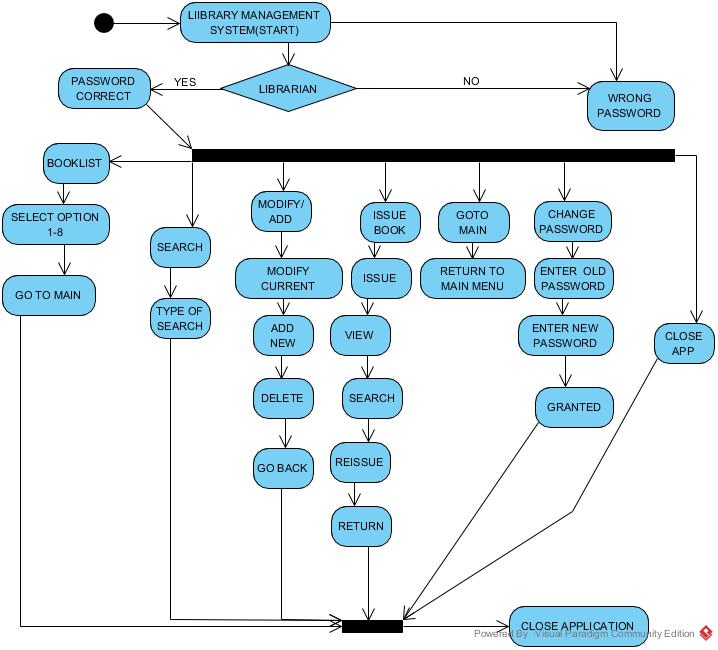 LIIBRARY MANAGEMENT
SYSTEM(START)
PASSWORD
CORRECT
YES
LIBRARIAN
NO
WRONG
PASSWORD
BOOKLIST
SELECT OPTION
1-8
GO TO MAIN
SEARCH
TYPE OF
SEARCH
MODIFY/
ADD
MODIFY
CURRENT
ADD
NEW
DELETE
GO BACK
ISSUE
BOOK
ISSUE
VIEW
SEARCH
REISSUE
RETURN
GOTO
MAIN
RETURN TO
MAIN MENU
CHANGE
PASSWORD
ENTER OLD
PASSWORD
ENTER NEW
PASSWORD
GRANTED
CLOSE
APP
CLOSE APPLICATION
Powered By Visual Paradigm Community Edition